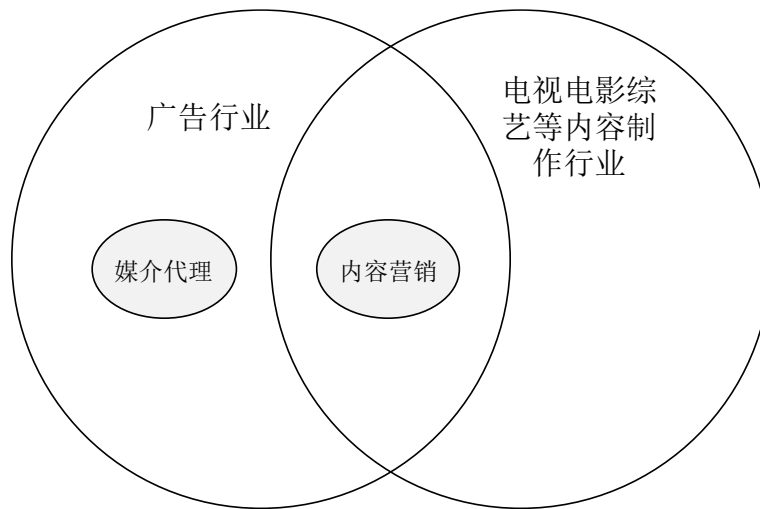 广告行业
电视电影综
艺等内容制
作行业
媒介代理
内容营销